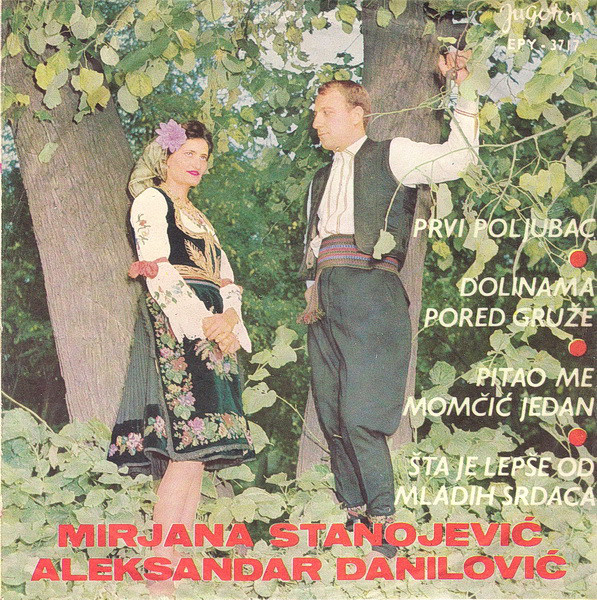 Jugoton
EPY - 3717
PRVI POLJUBAC
DOLINAMA
PORED GRUŽE
PITAO ME
MOMČIĆ JEDAN
ŠTA JE LEPŠE OD
MLADIH SRDACA
MIRJANA STANOJEVIĆ
ALEKSANDAR DANILOVIĆ